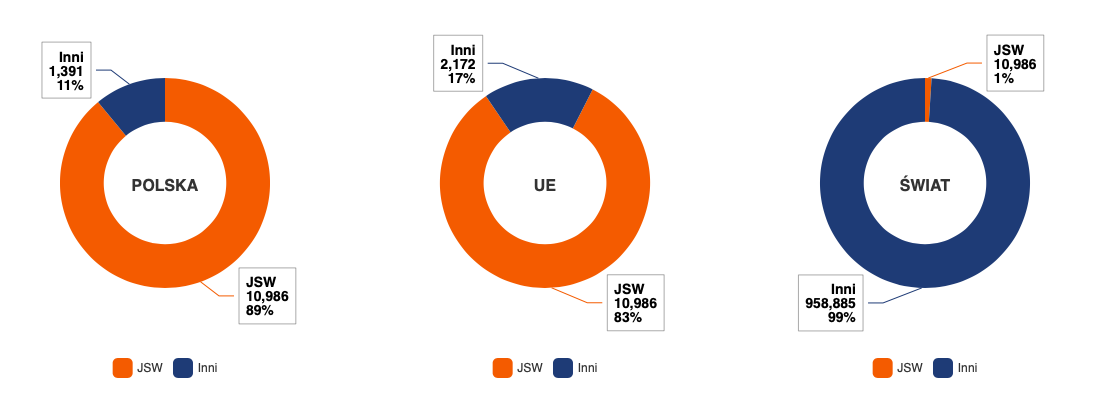 Inni
1,391
11%
POLSKA
JSW
10,986
89%
JSW
Inni
Inni
2,172
17%
UE
JSW
10,986
83%
JSW
Inni
JSW
10,986
1%
ŚWIAT
Inni
958,885
99%
JSW
Inni